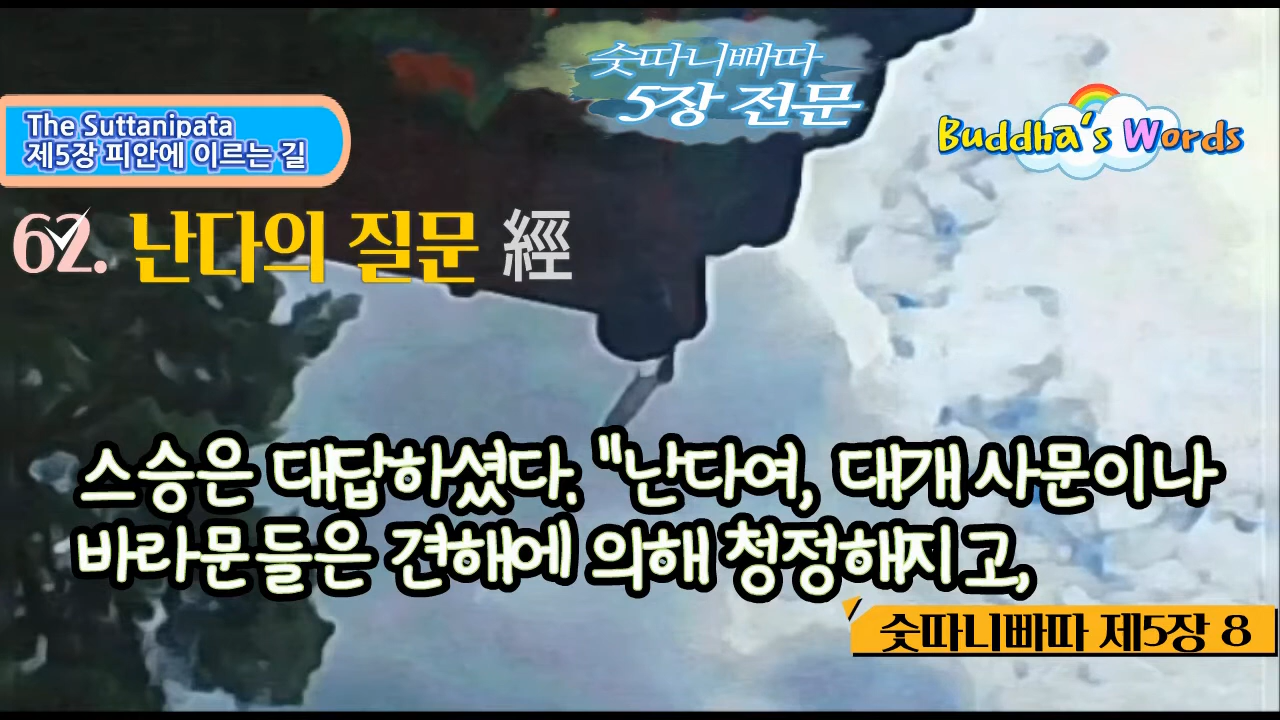 숫따니빠따
5장 전문
The Suttanipata
제5장 피안에 이르는 길
Buddha's Words
62. 난다의 질문 經
스승은 대답하셨다. "난다여, 대개 사문이나
바라문들은 견해에 의해 청정해지고,
숫따니빠따 제5장 8